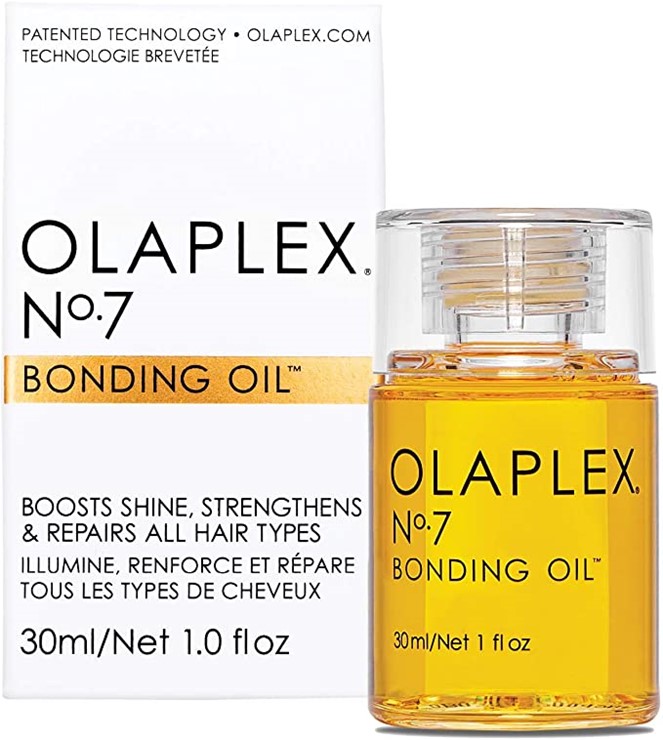 PATENTED TECHNOLOGY • OLAPLEX.COM
TECHNOLOGIE BREVETÉE
OLAPLEX®
Nº.7
BONDING OIL™
BOOSTS SHINE, STRENGTHENS
& REPAIRS ALL HAIR TYPES
ILLUMINE, RENFORCE ET RÉPARE
TOUS LES TYPES DE CHEVEUX
30ml/Net 1.0 fl oz
OLAPLEX®
Nº.7
BONDING OIL™
30ml/Net 1 fl oz